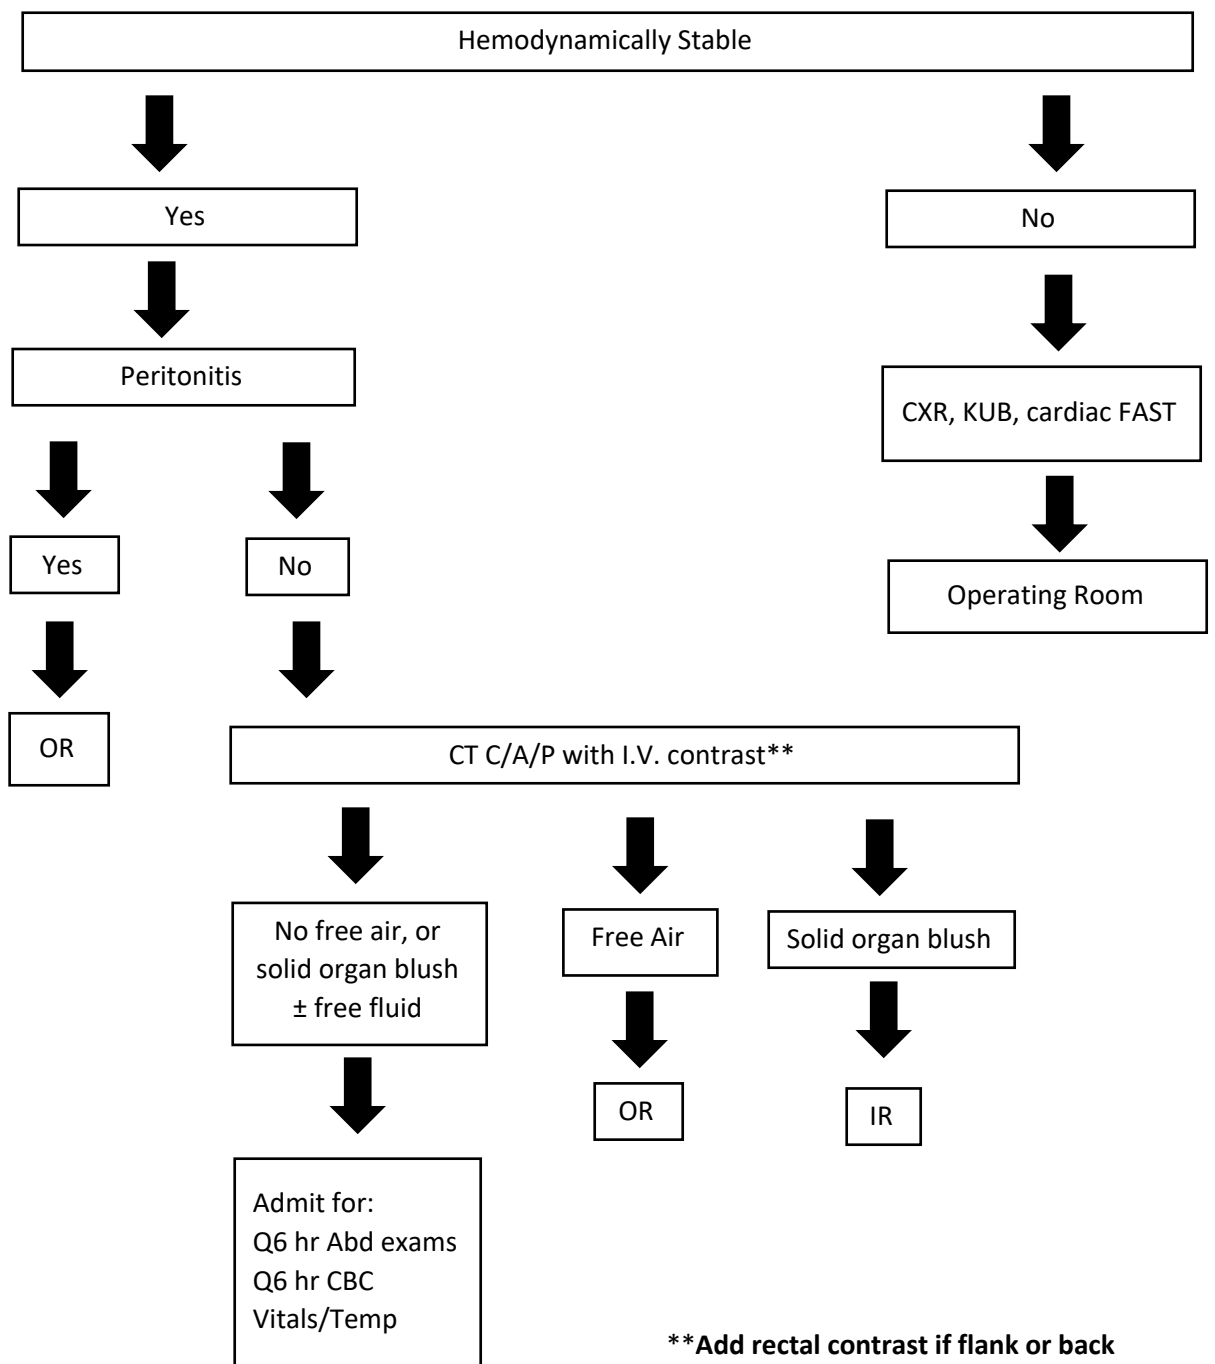 Hemodynamically Stable
Yes
No
Peritonitis
CXR, KUB, cardiac FAST
Yes
No
Operating Room
OR
CT C/A/P with I.V. contrast**
No free air, or
solid organ blush
± free fluid
Free Air
Solid organ blush
OR
IR
Admit for:
Q6 hr Abd exams
Q6 hr CBC
Vitals/Temp
**Add rectal contrast if flank or back